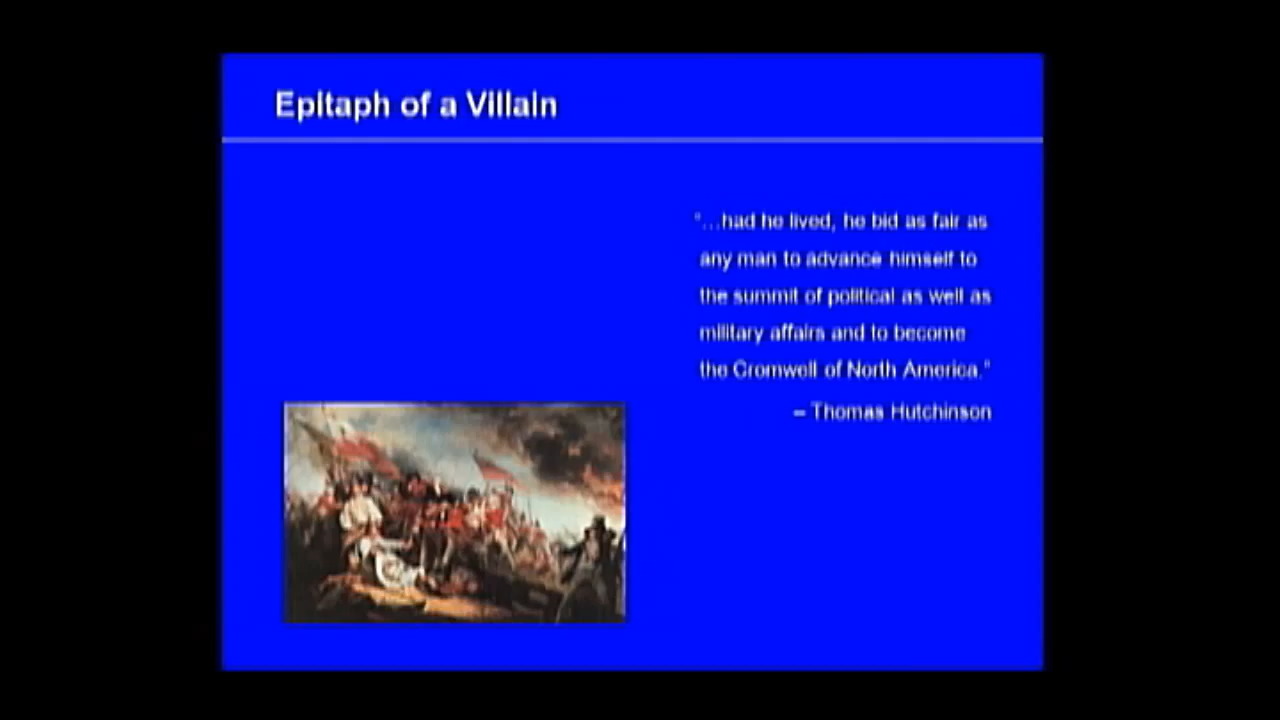 Epitaph of a Villain
"...had he lived, he bid as fair as
any man to advance himself to
the summit of political as well as
military affairs and to become
the Cromwell of North America."
– Thomas Hutchinson